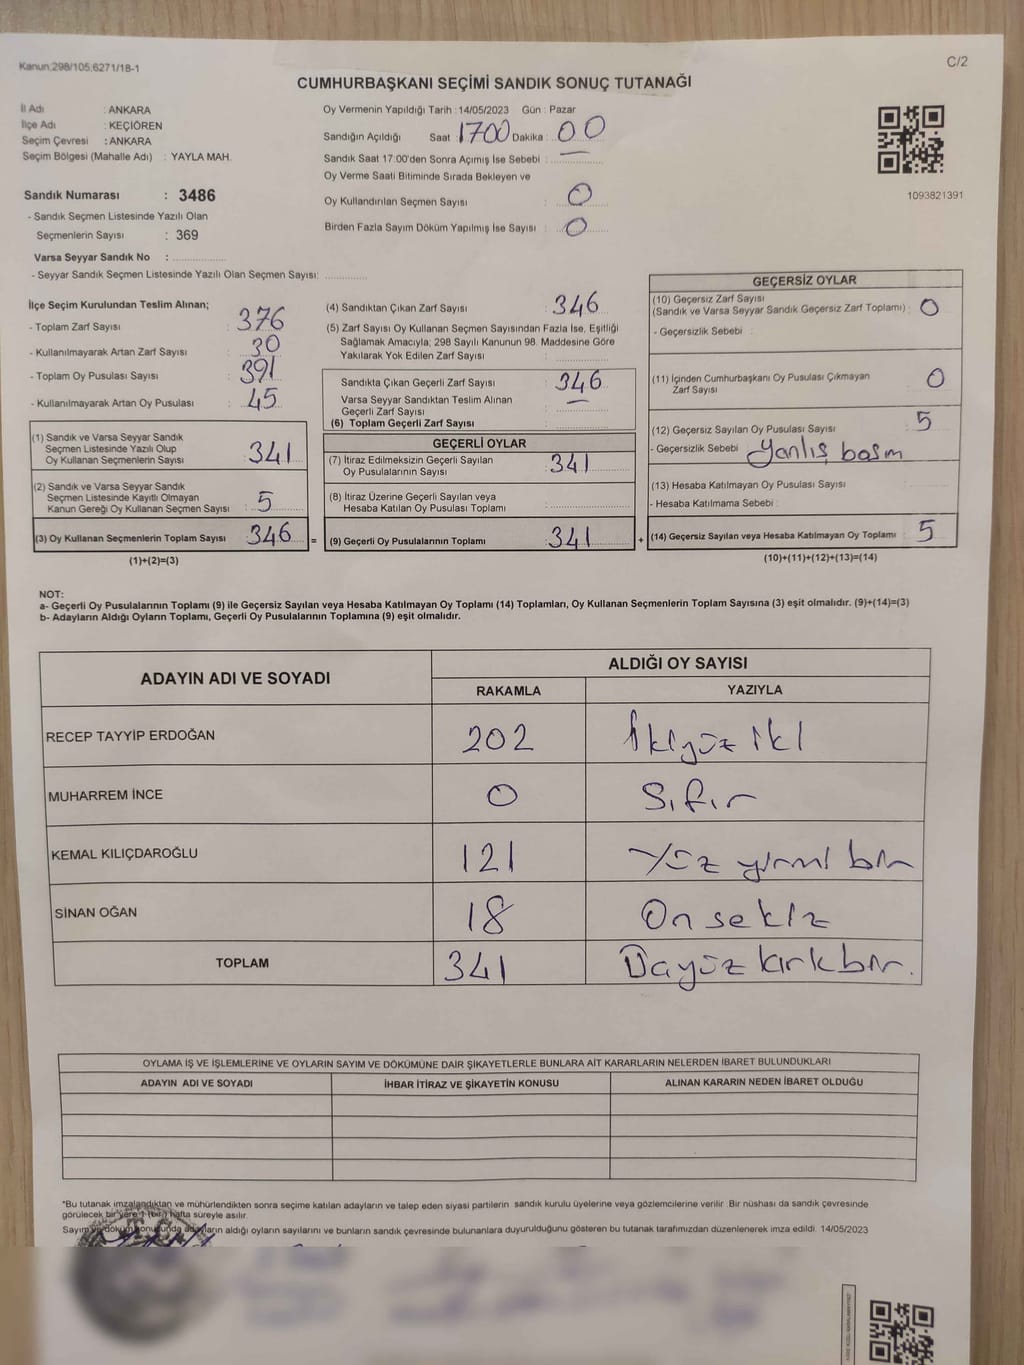 Kanun:298/105,6271/18-1
C/2
CUMHURBAŞKANI SEÇİMİ SANDIK SONUÇ TUTANAĞI
İl Adı : ANKARA
İlçe Adı : KEÇİÖREN
Seçim Çevresi : ANKARA
Seçim Bölgesi (Mahalle Adı) : YAYLA MAH.
Sandık Numarası : 3486
- Sandık Seçmen Listesinde Yazılı Olan
Seçmenlerin Sayısı : 369
Varsa Seyyar Sandık No :
- Seyyar Sandık Seçmen Listesinde Yazılı Olan Seçmen Sayısı:
Oy Vermenin Yapıldığı Tarih : 14/05/2023 Gün : Pazar
Sandığın Açıldığı Saat 1700 Dakika : 00
Sandık Saat 17:00'den Sonra Açımış İse Sebebi :
Oy Verme Saati Bitiminde Sırada Bekleyen ve
Oy Kullandırılan Seçmen Sayısı : 0
Birden Fazla Sayım Döküm Yapılmış İse Sayısı : 0
1093821391
İlçe Seçim Kurulundan Teslim Alınan;
- Toplam Zarf Sayısı : 376
- Kullanılmayarak Artan Zarf Sayısı : 30
- Toplam Oy Pusulası Sayısı : 391
- Kullanılmayarak Artan Oy Pusulası : 45
(1) Sandık ve Varsa Seyyar Sandık
Seçmen Listesinde Yazılı Olup
Oy Kullanan Seçmenlerin Sayısı : 341
(2) Sandık ve Varsa Seyyar Sandık
Seçmen Listesinde Kayıtlı Olmayan
Kanun Gereği Oy Kullanan Seçmen Sayısı : 5
(3) Oy Kullanan Seçmenlerin Toplam Sayısı 346 =
(1)+(2)=(3)
(4) Sandıktan Çıkan Zarf Sayısı : 346
(5) Zarf Sayısı Oy Kullanan Seçmen Sayısından Fazla İse, Eşitliği
Sağlamak Amacıyla; 298 Sayılı Kanunun 98. Maddesine Göre
Yakılarak Yok Edilen Zarf Sayısı :
Sandıkta Çıkan Geçerli Zarf Sayısı : 346
Varsa Seyyar Sandıktan Teslim Alınan
Geçerli Zarf Sayısı :
(6) Toplam Geçerli Zarf Sayısı :
GEÇERLİ OYLAR
(7) İtiraz Edilmeksizin Geçerli Sayılan
Oy Pusulalarının Sayısı : 341
(8) İtiraz Üzerine Geçerli Sayılan veya
Hesaba Katılan Oy Pusulası Toplamı :
(9) Geçerli Oy Pusulalarının Toplamı : 341 +
GEÇERSİZ OYLAR
(10) Geçersiz Zarf Sayısı
(Sandık ve Varsa Seyyar Sandık Geçersiz Zarf Toplamı) : 0
- Geçersizlik Sebebi :
(11) İçinden Cumhurbaşkanı Oy Pusulası Çıkmayan
Zarf Sayısı : 0
(12) Geçersiz Sayılan Oy Pusulası Sayısı : 5
- Geçersizlik Sebebi : Yanlış basım
(13) Hesaba Katılmayan Oy Pusulası Sayısı :
- Hesaba Katılmama Sebebi :
(14) Geçersiz Sayılan veya Hesaba Katılmayan Oy Toplamı : 5
(10)+(11)+(12)+(13)=(14)
NOT:
a- Geçerli Oy Pusulalarının Toplamı (9) ile Geçersiz Sayılan veya Hesaba Katılmayan Oy Toplamı (14) Toplamları, Oy Kullanan Seçmenlerin Toplam Sayısına (3) eşit olmalıdır. (9)+(14)=(3)
b- Adayların Aldığı Oyların Toplamı, Geçerli Oy Pusulalarının Toplamına (9) eşit olmalıdır.
ADAYIN ADI VE SOYADI
ALDIĞI OY SAYISI
RAKAMLA YAZIYLA
RECEP TAYYİP ERDOĞAN 202 İkiyüz iki
MUHARREM İNCE 0 Sıfır
KEMAL KILIÇDAROĞLU 121 Yüz yirmi bir
SİNAN OĞAN 18 On sekiz
TOPLAM 341 Üçyüz kırk bir.
OYLAMA İŞ VE İŞLEMLERİNE VE OYLARIN SAYIM VE DÖKÜMÜNE DAİR ŞİKAYETLERLE BUNLARA AİT KARARLARIN NELERDEN İBARET BULUNDUKLARI
ADAYIN ADI VE SOYADI İHBAR İTİRAZ VE ŞİKAYETİN KONUSU ALINAN KARARIN NEDEN İBARET OLDUĞU
*Bu tutanak imzalandıktan ve mühürlendikten sonra seçime katılan adayların ve talep eden siyasi partilerin sandık kurulu üyelerine veya gözlemcilerine verilir. Bir nüshası da sandık çevresinde
görülecek bir yere 1 (bir) hafta süreyle asılır.
Sayım ve döküm sonucunda adayların aldığı oyların sayılarını ve bunların sandık çevresinde bulunanlara duyurulduğunu gösteren bu tutanak tarafımızdan düzenlenerek imza edildi. 14/05/2023